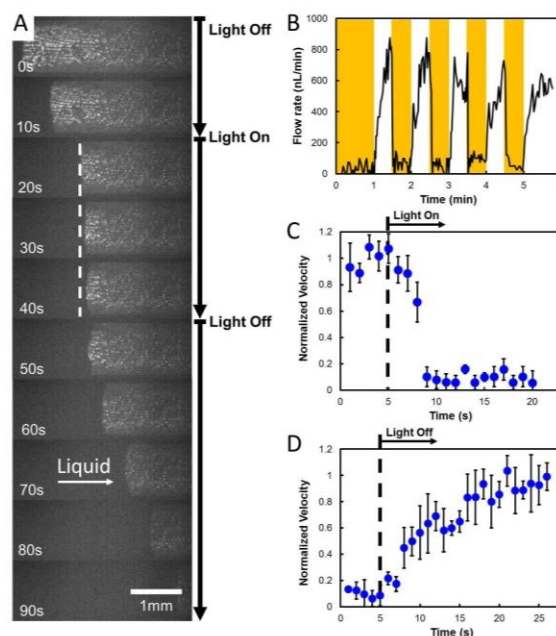 A
Light Off
0s
10s
Light On
20s
30s
40s
Light Off
50s
60s
Liquid
70s
80s
1mm
90s
B
Flow rate (nL/min)
1000
800
600
400
200
0
0 1 2 3 4 5
Time (min)
C
Light On
Normalized Velocity
1.2
1
0.8
0.6
0.4
0.2
0
0 5 10 15 20
Time (s)
D
Light Off
Normalized Velocity
1.2
1
0.8
0.6
0.4
0.2
0
0 5 10 15 20 25
Time (s)